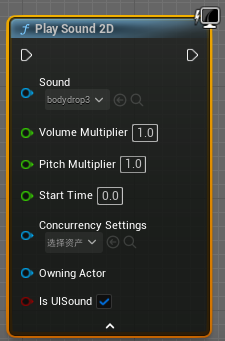 Play Sound 2D
Sound
bodydrop3
Volume Multiplier 1.0
Pitch Multiplier 1.0
Start Time 0.0
Concurrency Settings
选择资产
Owning Actor
Is UISound